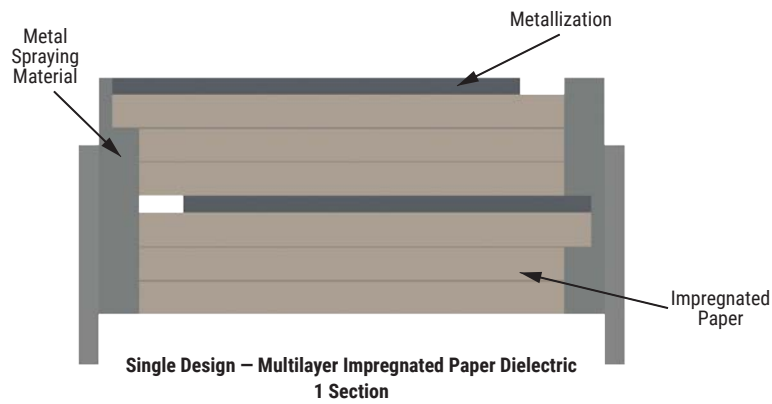 Metallization
Metal
Spraying
Material
Impregnated
Paper
Single Design — Multilayer Impregnated Paper Dielectric
1 Section